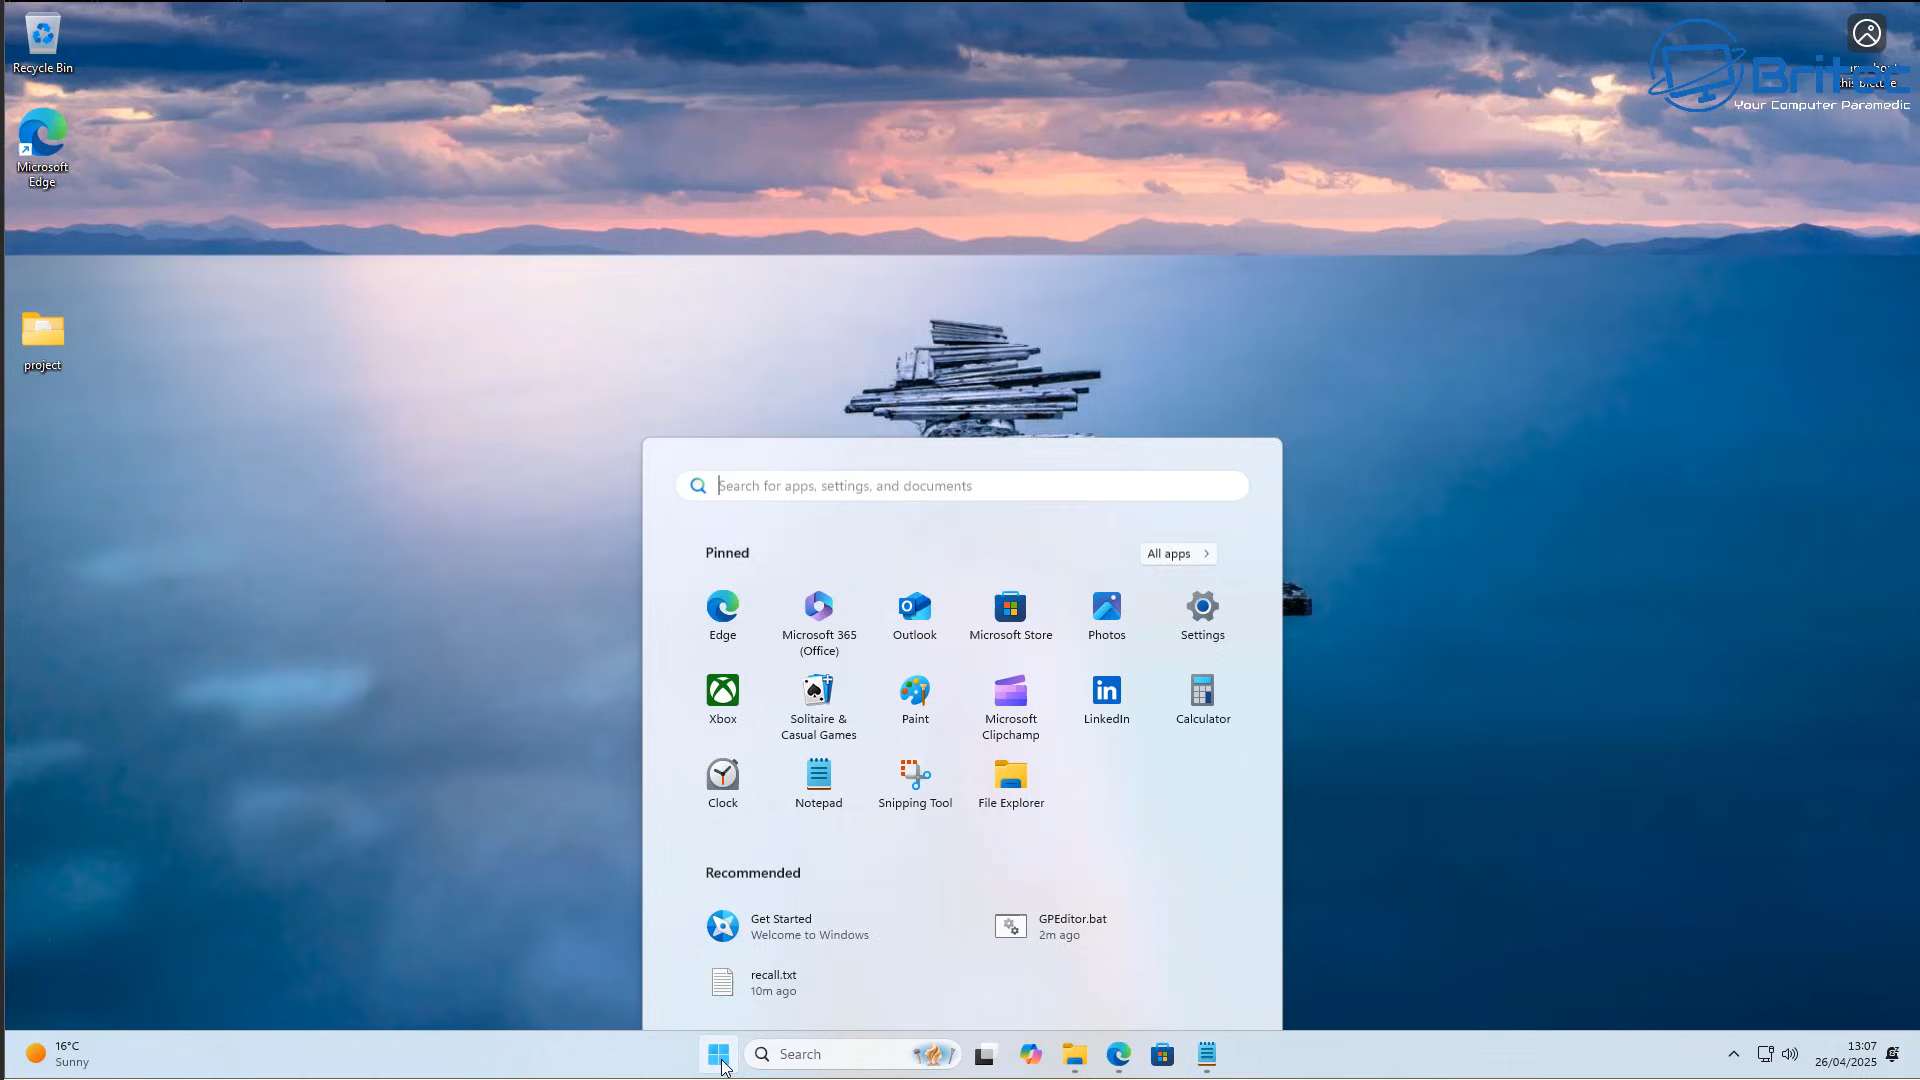 Recycle Bin
Microsoft
Edge
project
Britec
this picture
Your Computer Paramedic
Search for apps, settings, and documents
Pinned
All apps
Edge
Microsoft 365
(Office)
Outlook
Microsoft Store
Photos
Settings
Xbox
Solitaire &
Casual Games
Paint
Microsoft
Clipchamp
LinkedIn
Calculator
Clock
Notepad
Snipping Tool
File Explorer
Recommended
Get Started
Welcome to Windows
GPEditor.bat
2m ago
recall.txt
10m ago
16°C
Sunny
Search
13:07
26/04/2025